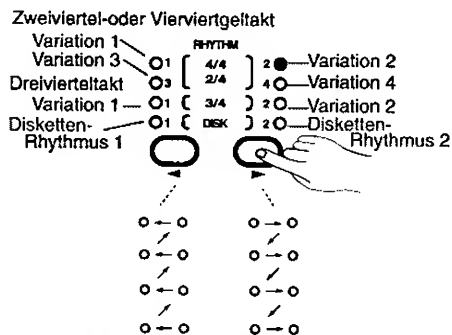 Zweiviertel-oder Vierviertgeltakt
Variation 1
Variation 3
Dreivierteltakt
Variation 1
Disketten-
Rhythmus 1
RHYTHM
1 4/4 2
3 2/4 4
1 3/4 2
1 DISK 2
Variation 2
Variation 4
Variation 2
Disketten-
Rhythmus 2